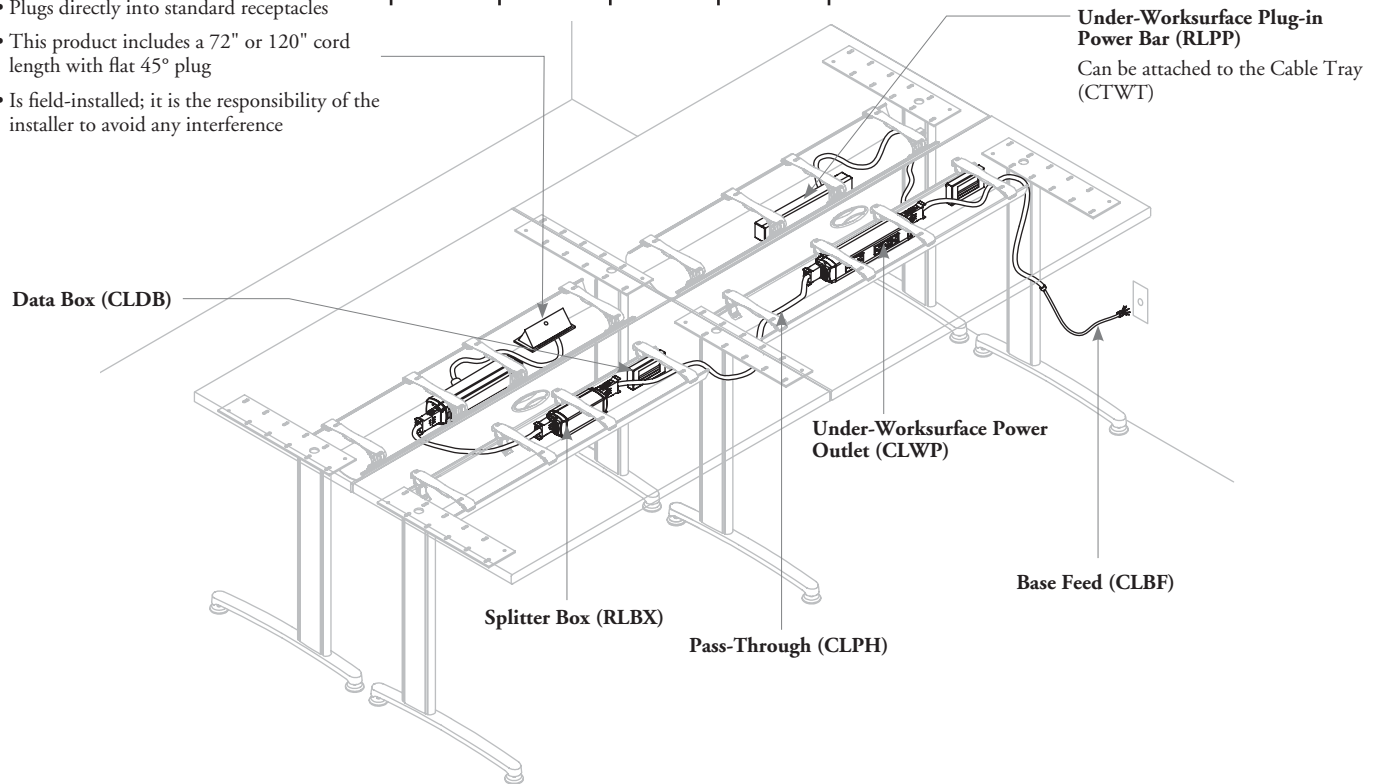 • Plugs directly into standard receptacles
• This product includes a 72" or 120" cord
length with flat 45° plug
• Is field-installed; it is the responsibility of the
installer to avoid any interference
Under-Worksurface Plug-in
Power Bar (RLPP)
Can be attached to the Cable Tray
(CTWT)
Data Box (CLDB)
Under-Worksurface Power
Outlet (CLWP)
Base Feed (CLBF)
Splitter Box (RLBX)
Pass-Through (CLPH)